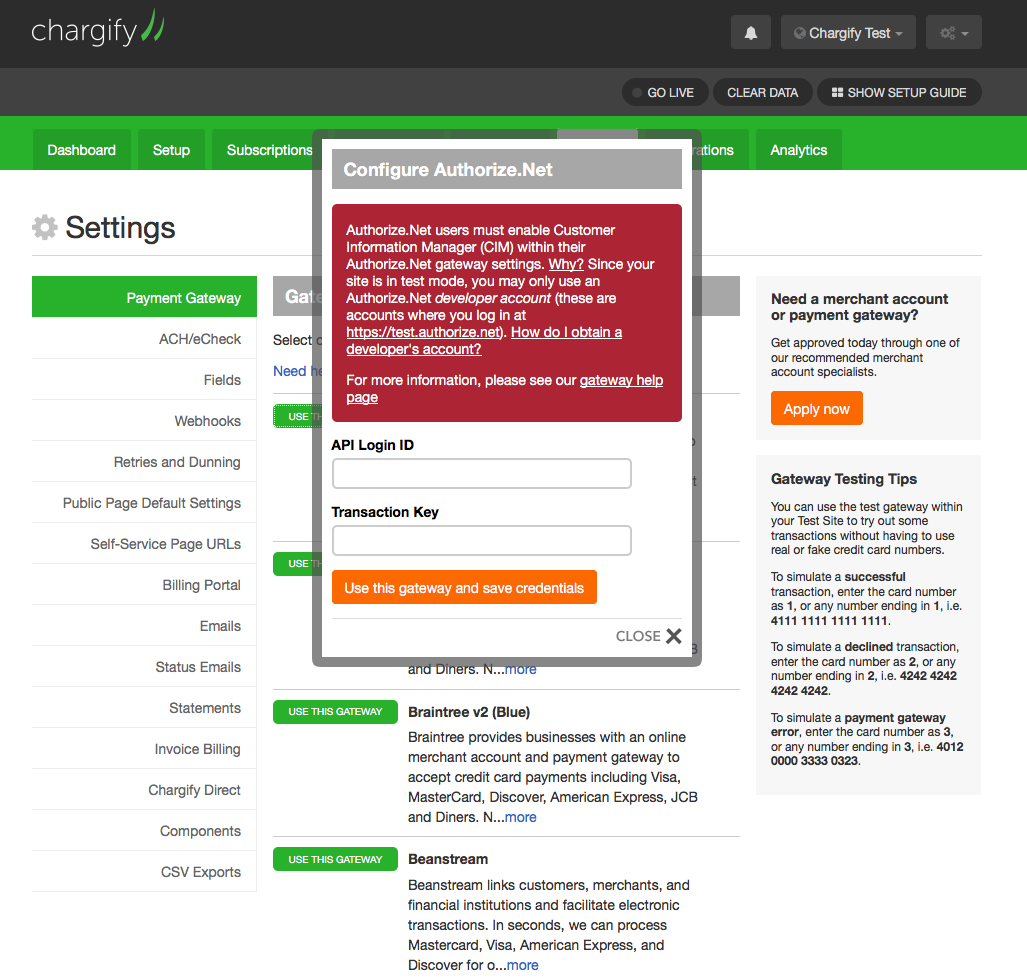 chargify
Chargify Test
GO LIVE
CLEAR DATA
SHOW SETUP GUIDE
Dashboard
Setup
Subscriptions
Analytics
Settings
Payment Gateway
ACH/eCheck
Fields
Webhooks
Retries and Dunning
Public Page Default Settings
Self-Service Page URLs
Billing Portal
Emails
Status Emails
Statements
Invoice Billing
Chargify Direct
Components
CSV Exports
Select
Need
USE
USE
Configure Authorize.Net
Authorize.Net users must enable Customer
Information Manager (CIM) within their
Authorize.Net gateway settings. Why? Since your
site is in test mode, you may only use an
Authorize.Net developer account (these are
accounts where you log in at
https://test.authorize.net). How do I obtain a
developer's account?
For more information, please see our gateway help
page
API Login ID
Transaction Key
Use this gateway and save credentials
CLOSE
and Diners. N...more
USE THIS GATEWAY
Braintree v2 (Blue)
Braintree provides businesses with an online
merchant account and payment gateway to
accept credit card payments including Visa,
MasterCard, Discover, American Express, JCB
and Diners. N...more
USE THIS GATEWAY
Beanstream
Beanstream links customers, merchants, and
financial institutions and facilitate electronic
transactions. In seconds, we can process
Mastercard, Visa, American Express, and
Discover for o...more
Need a merchant account
or payment gateway?
Get approved today through one of
our recommended merchant
account specialists.
Apply now
Gateway Testing Tips
You can use the test gateway within
your Test Site to try out some
transactions without having to use
real or fake credit card numbers.
To simulate a successful
transaction, enter the card number
as 1, or any number ending in 1, i.e.
4111 1111 1111 1111.
To simulate a declined transaction,
enter the card number as 2, or any
number ending in 2, i.e. 4242 4242
4242 4242.
To simulate a payment gateway
error, enter the card number as 3,
or any number ending in 3, i.e. 4012
0000 3333 0323.